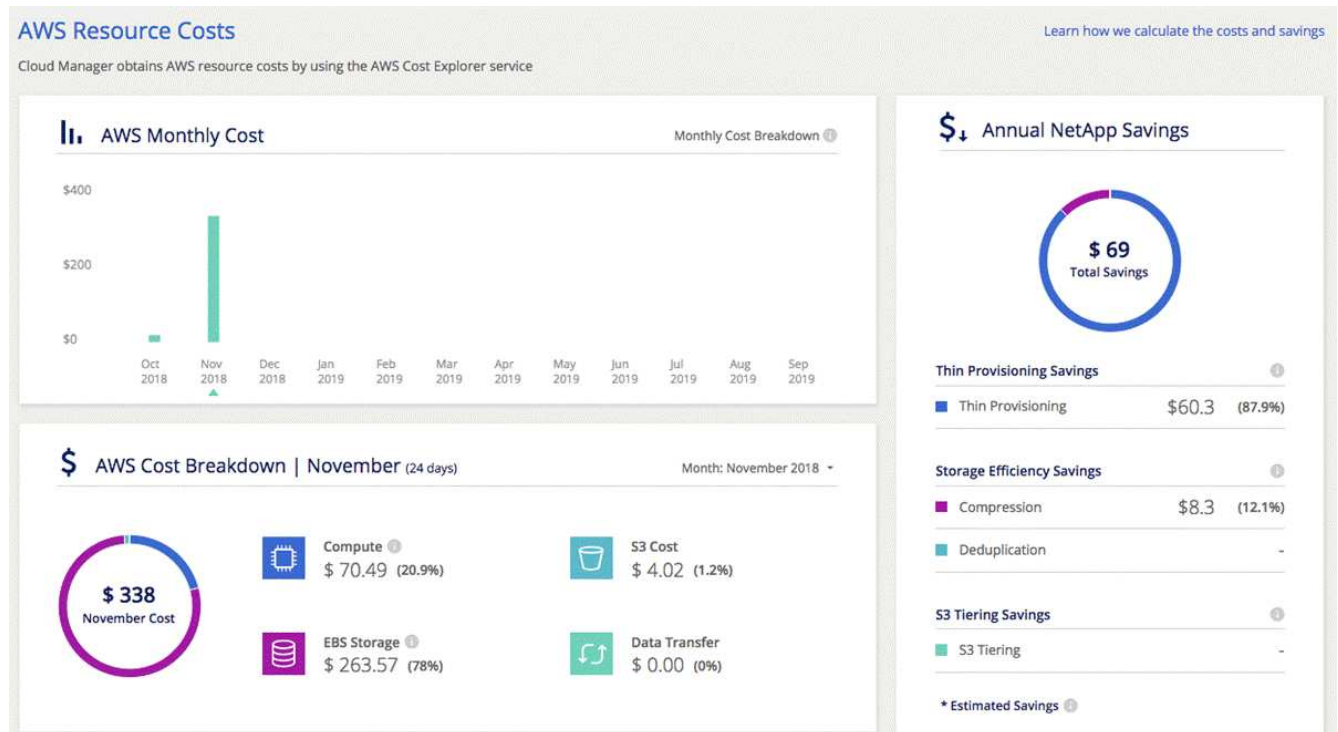 AWS Resource Costs
Learn how we calculate the costs and savings
Cloud Manager obtains AWS resource costs by using the AWS Cost Explorer service
AWS Monthly Cost
Monthly Cost Breakdown
$400
$200
$0
Oct Nov Dec Jan Feb Mar Apr May Jun Jul Aug Sep
2018 2018 2018 2019 2019 2019 2019 2019 2019 2019 2019 2019
AWS Cost Breakdown | November (24 days)
Month: November 2018
$ 338
November Cost
Compute
$ 70.49 (20.9%)
S3 Cost
$ 4.02 (1.2%)
EBS Storage
$ 263.57 (78%)
Data Transfer
$ 0.00 (0%)
Annual NetApp Savings
$ 69
Total Savings
Thin Provisioning Savings
Thin Provisioning $60.3 (87.9%)
Storage Efficiency Savings
Compression $8.3 (12.1%)
Deduplication -
S3 Tiering Savings
S3 Tiering -
* Estimated Savings